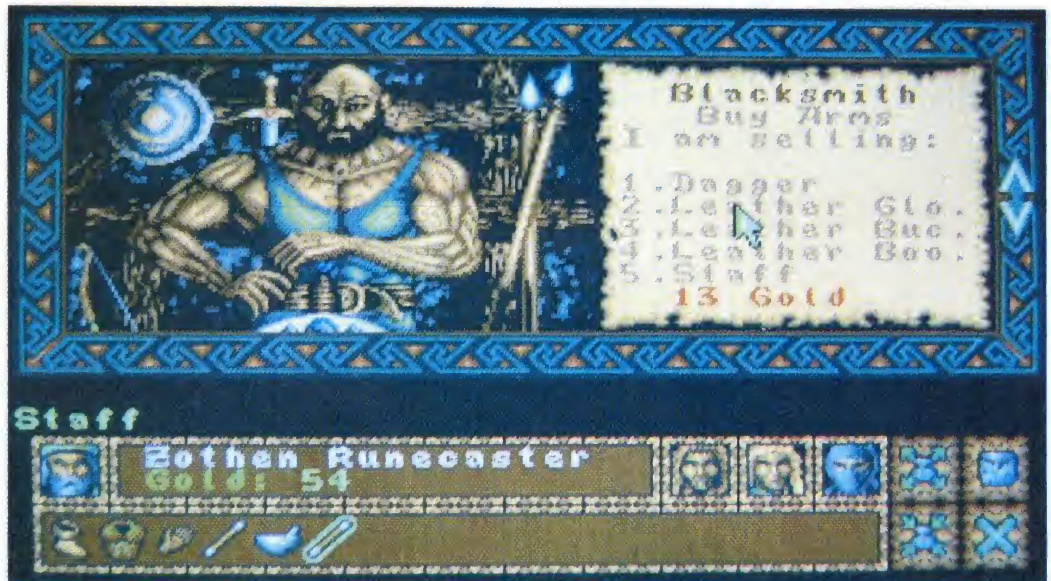 Blacksmith
Buy Arms
I am selling:
1.Dagger
2.Leather Glo.
3.Leather Buc.
4.Leather Boo.
5.Staff
13 Gold
Staff
Zothen Runecaster
Gold: 54